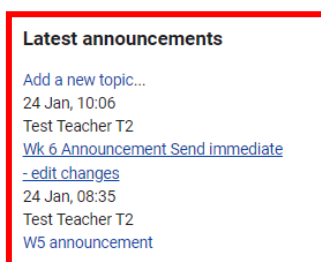 Latest announcements
Add a new topic...
24 Jan, 10:06
Test Teacher T2
Wk 6 Announcement Send immediate
- edit changes
24 Jan, 08:35
Test Teacher T2
W5 announcement